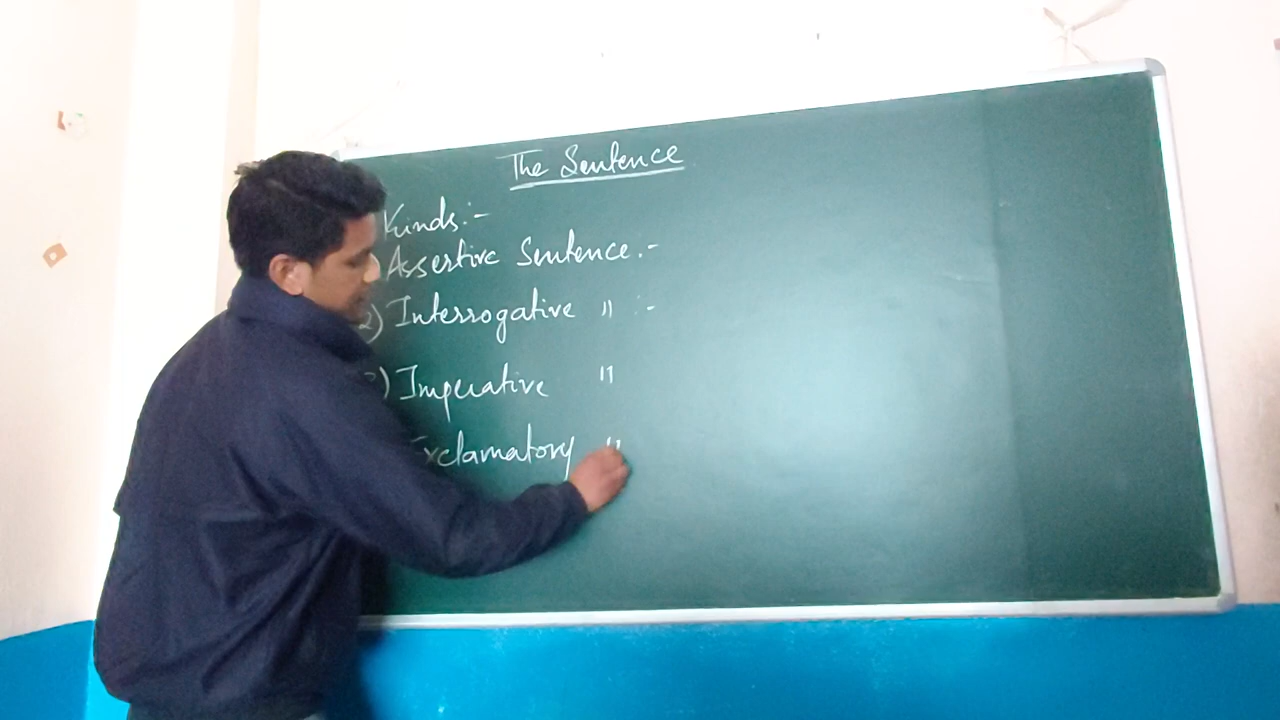 The Sentence
Kinds:-
Assertive Sentence:-
2) Interrogative " :-
) Imperative "
Exclamatory "